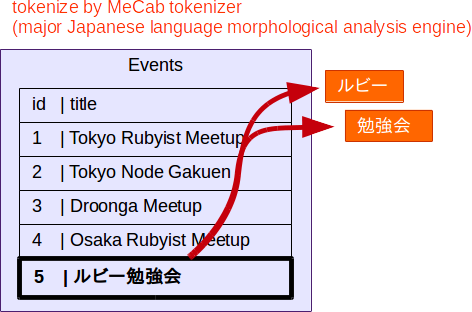 tokenize by MeCab tokenizer
(major Japanese language morphological analysis engine)
Events
id | title
1 | Tokyo Rubyist Meetup
2 | Tokyo Node Gakuen
3 | Droonga Meetup
4 | Osaka Rubyist Meetup
5 | ルビー勉強会
ルビー
勉強会